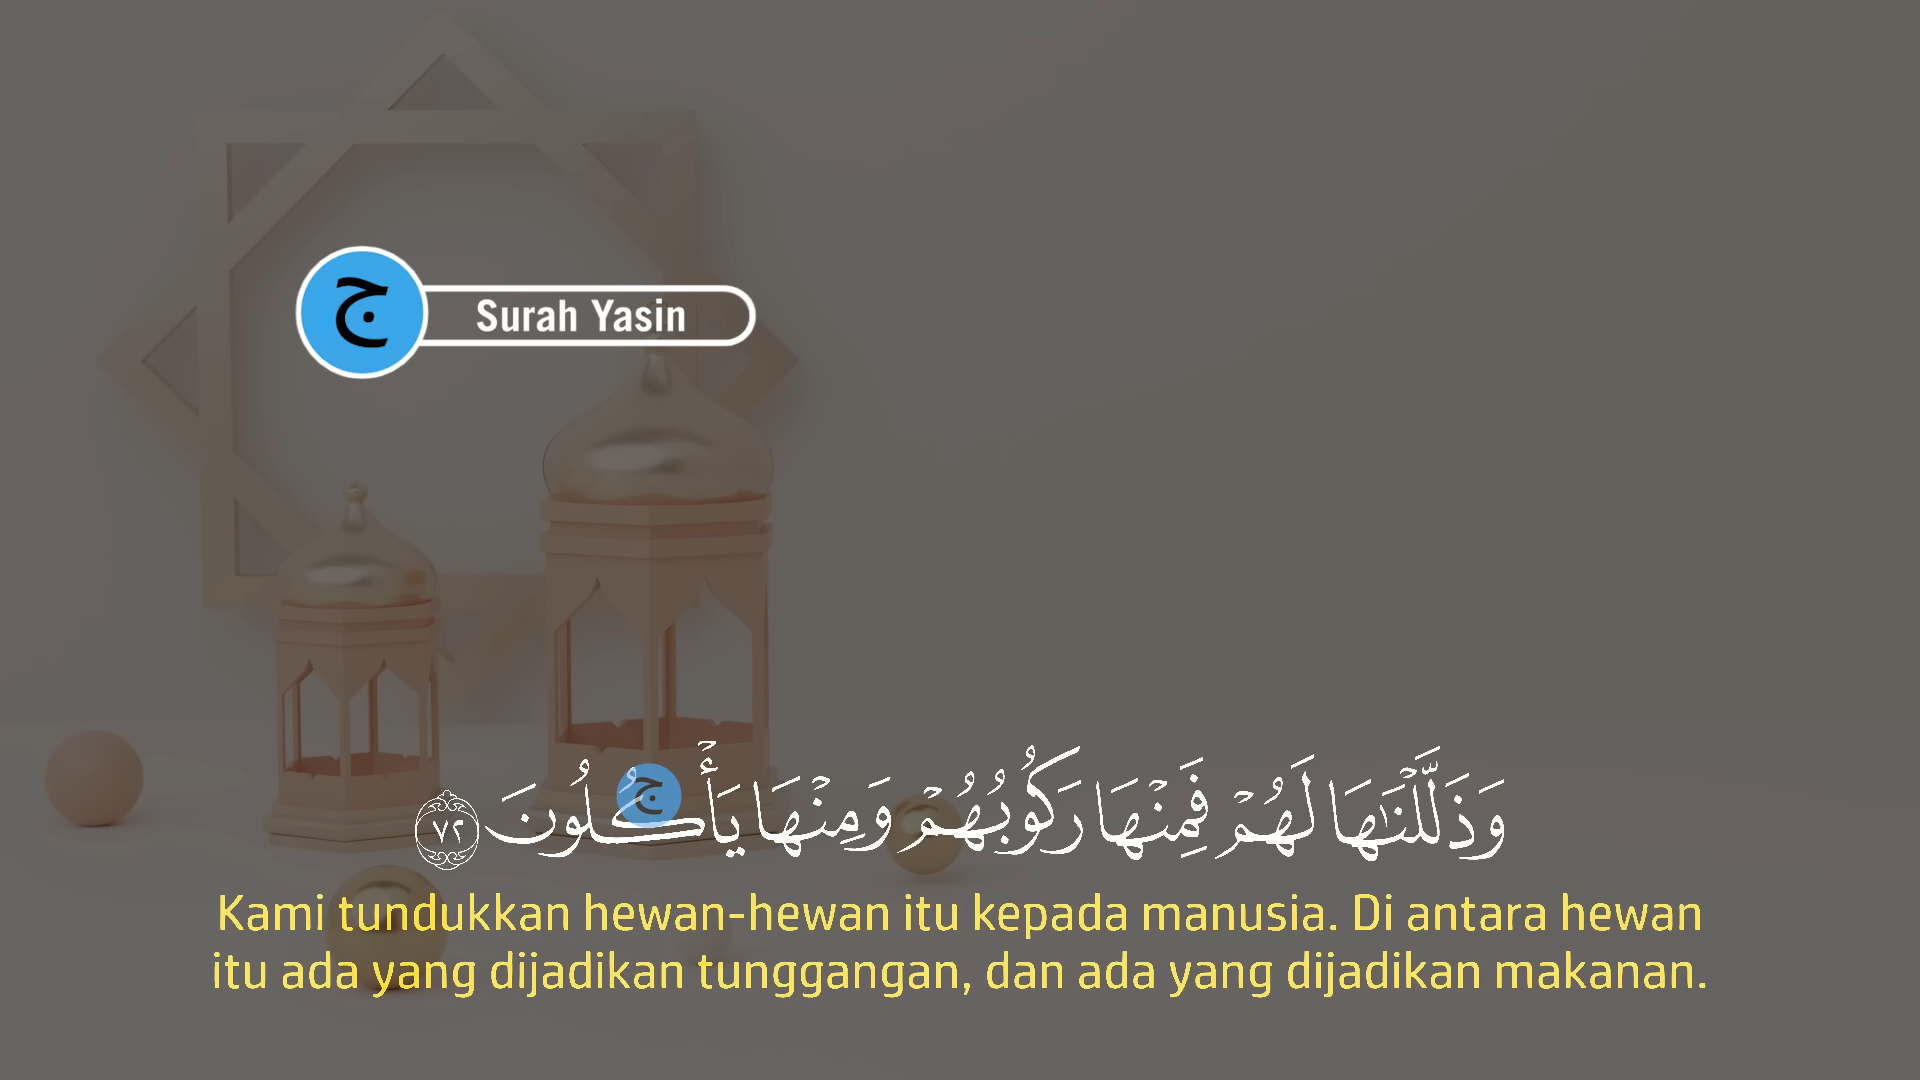 ج
Surah Yasin
وَذَلَّلْنَٰهَا لَهُمْ فَمِنْهَا رَكُوبُهُمْ وَمِنْهَا يَأْكُلُونَ ٧٢
ج
Kami tundukkan hewan-hewan itu kepada manusia. Di antara hewan
itu ada yang dijadikan tunggangan, dan ada yang dijadikan makanan.